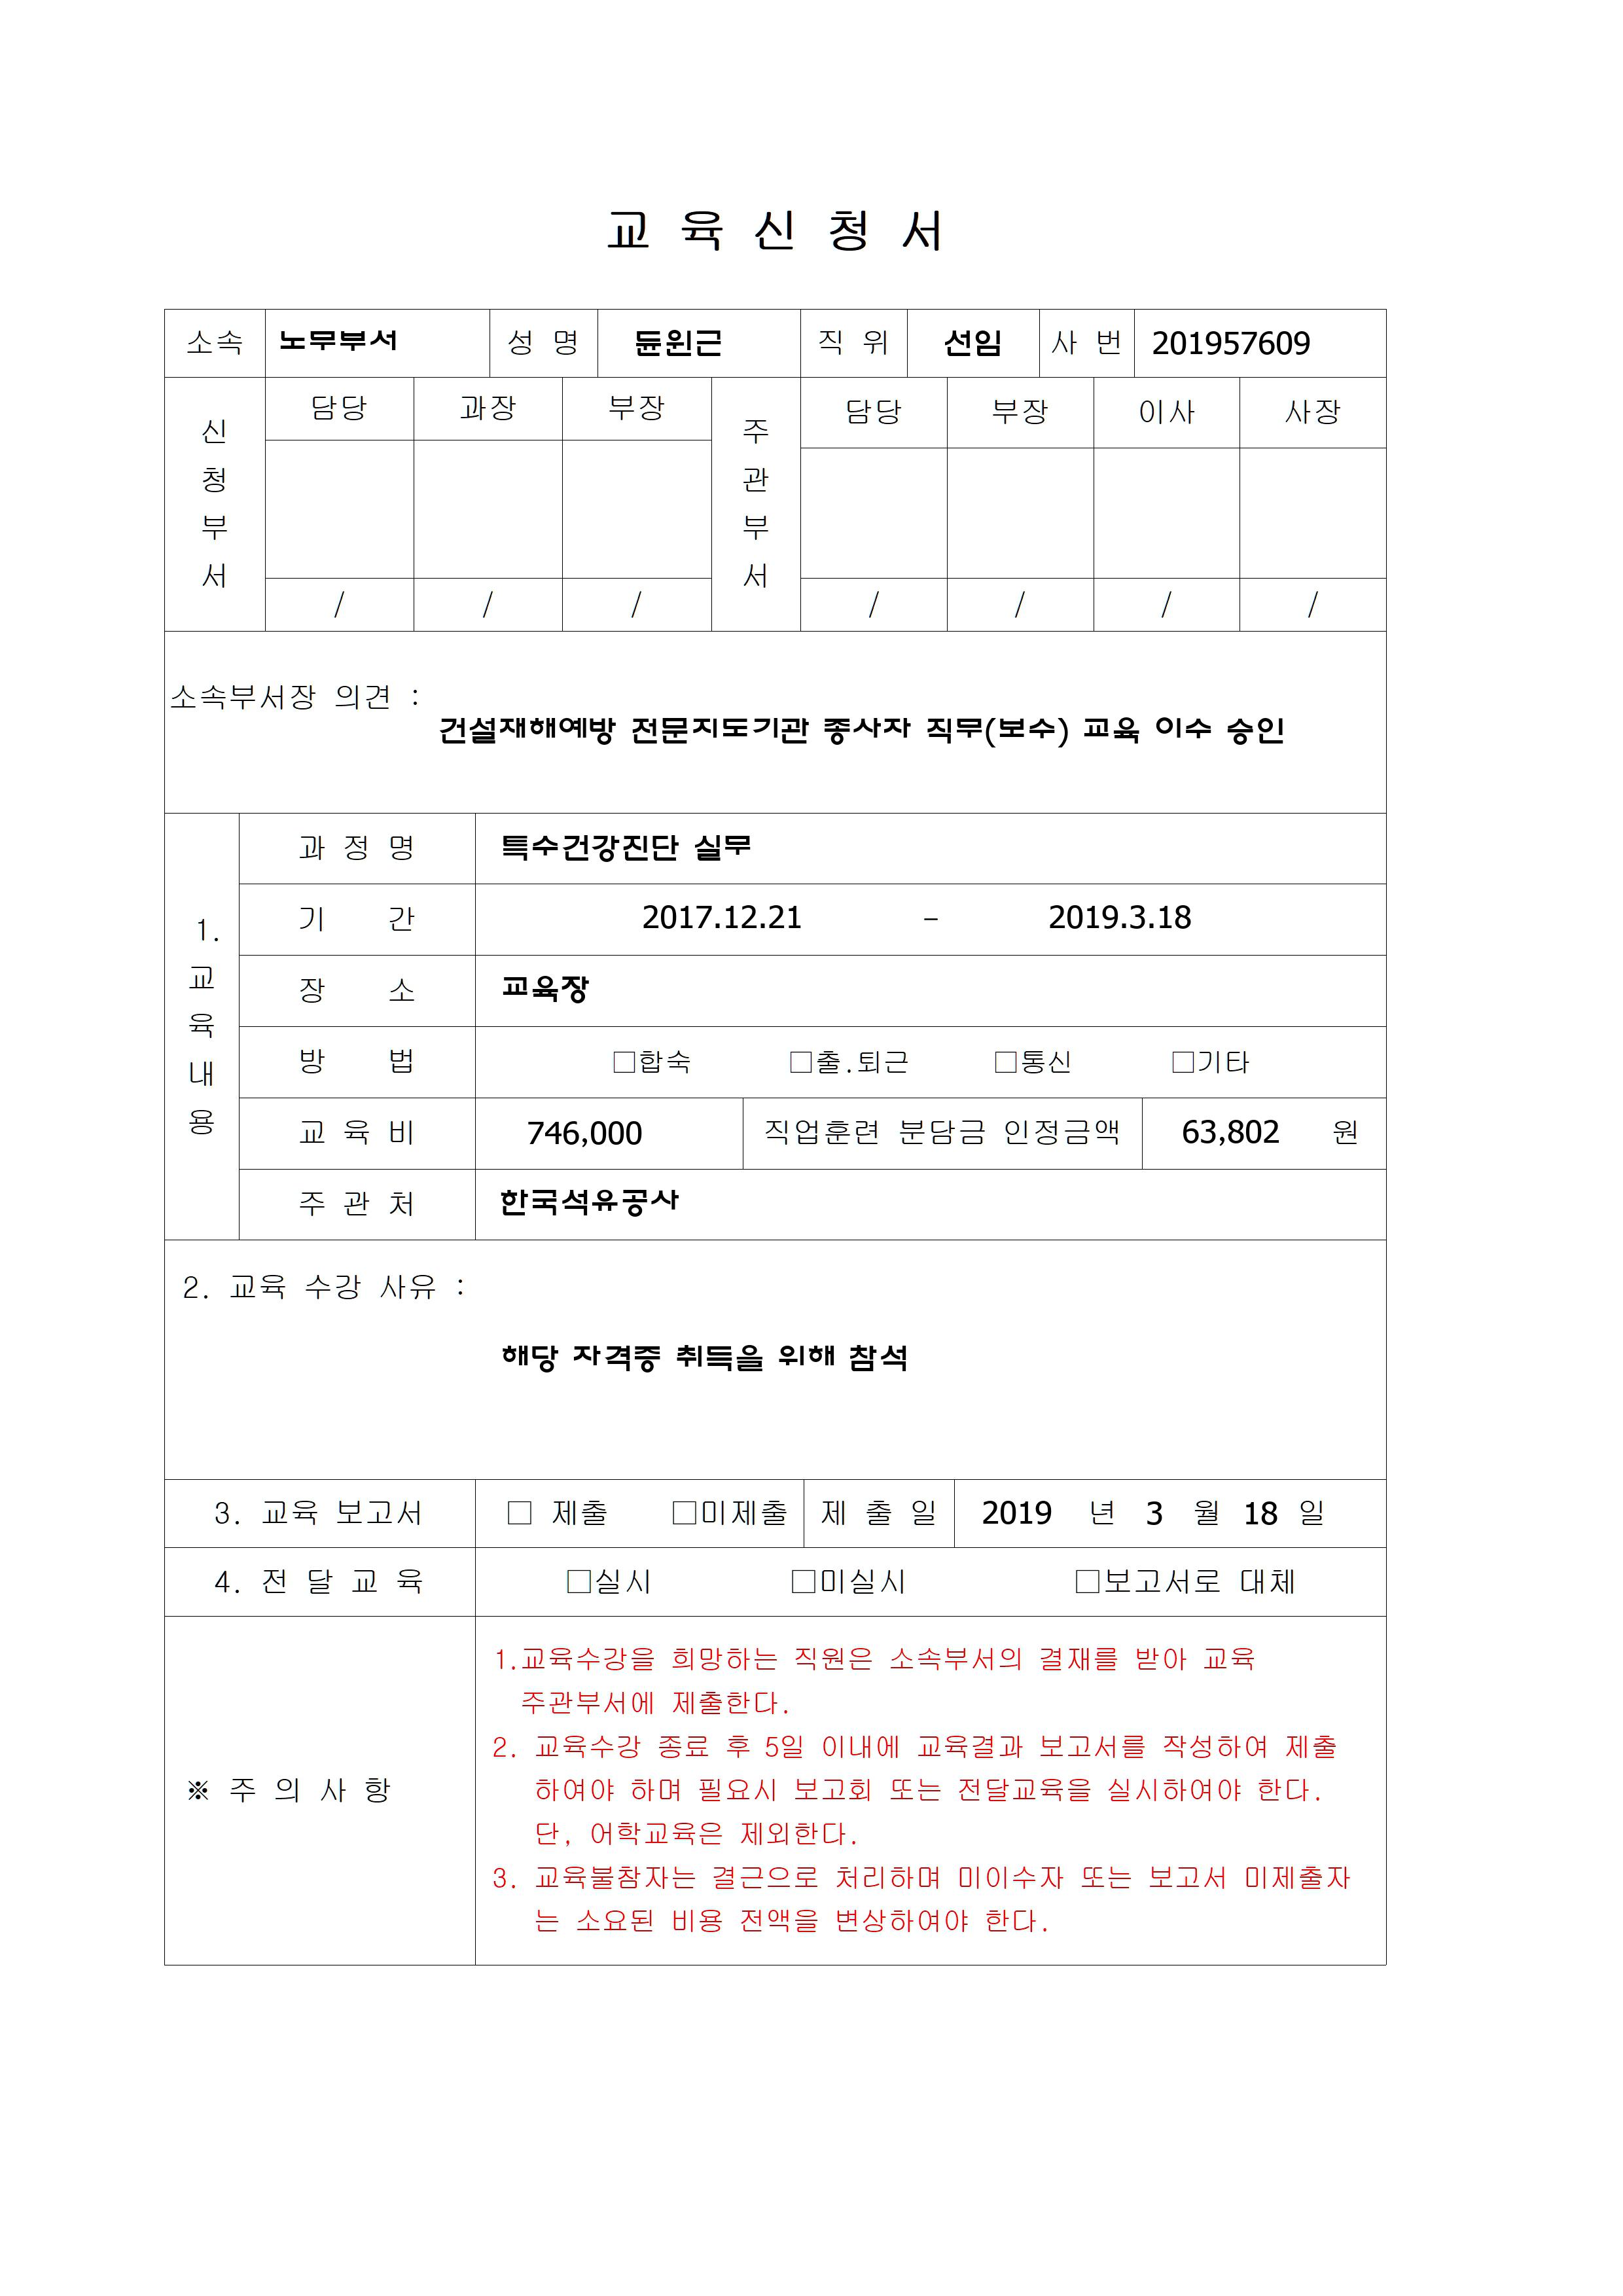 교 육 신 청 서
소속 노무부서 성 명 듄윈근 직 위 선임 사 번 201957609
신청부서 담당 과장 부장 주관부서 담당 부장 이사 사장
/ / / / / / /
소속부서장 의견 :
건설재해예방 전문지도기관 종사자 직무(보수) 교육 이수 승인
1. 교육내용
과 정 명 특수건강진단 실무
기 간 2017.12.21 - 2019.3.18
장 소 교육장
방 법 □합숙 □출.퇴근 □통신 □기타
교 육 비 746,000 직업훈련 분담금 인정금액 63,802 원
주 관 처 한국석유공사
2. 교육 수강 사유 :
해당 자격증 취득을 위해 참석
3. 교육 보고서 □ 제출 □미제출 제 출 일 2019 년 3 월 18 일
4. 전 달 교 육 □실시 □미실시 □보고서로 대체
※ 주 의 사 항
1.교육수강을 희망하는 직원은 소속부서의 결재를 받아 교육
주관부서에 제출한다.
2. 교육수강 종료 후 5일 이내에 교육결과 보고서를 작성하여 제출
하여야 하며 필요시 보고회 또는 전달교육을 실시하여야 한다.
단, 어학교육은 제외한다.
3. 교육불참자는 결근으로 처리하며 미이수자 또는 보고서 미제출자
는 소요된 비용 전액을 변상하여야 한다.